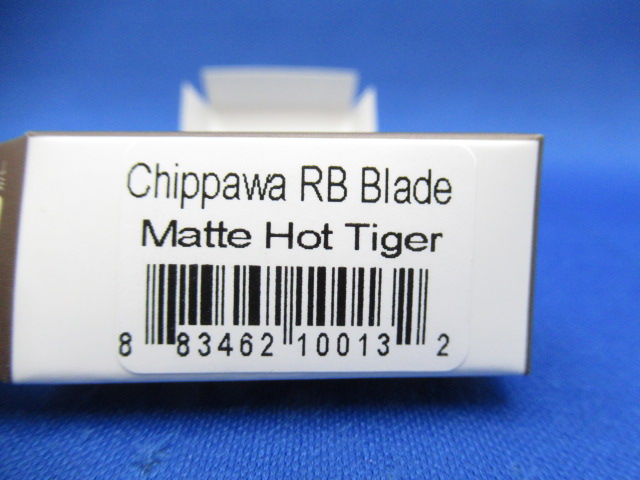 Chippawa RB Blade
Matte Hot Tiger
8 83462 10013 2